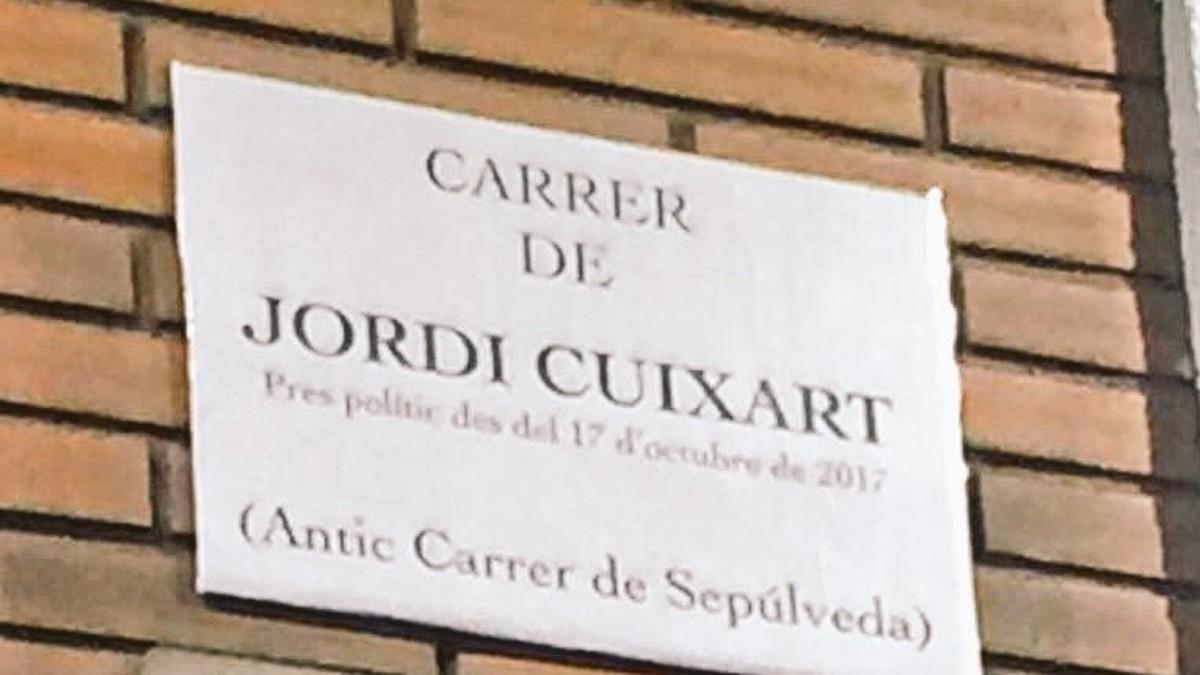 CARRER
DE
JORDI CUIXART
Pres polític des del 17 d'octubre de 2017
(Antic Carrer de Sepúlveda)